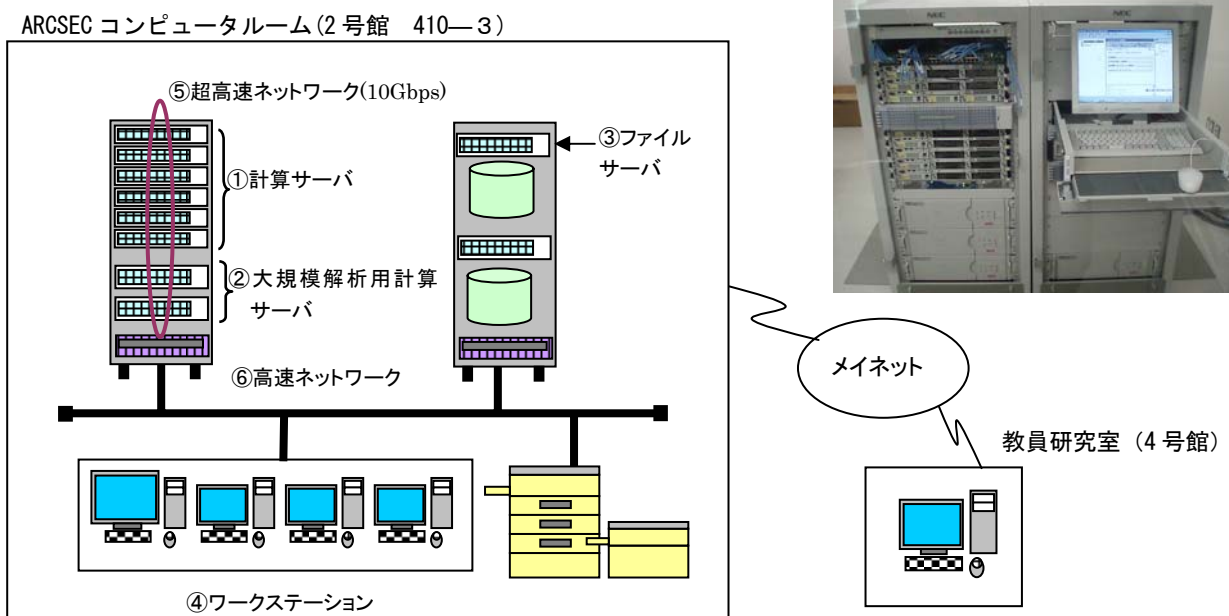 ARCSEC コンピュータルーム(2 号館　410―3)
⑤超高速ネットワーク(10Gbps)
①計算サーバ
②大規模解析用計算
サーバ
③ファイル
サーバ
⑥高速ネットワーク
④ワークステーション
NEC
NEC
メイネット
教員研究室（4 号館）